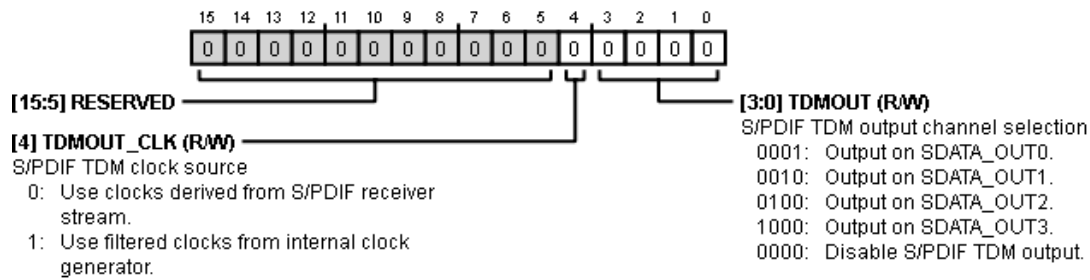 15 14 13 12 11 10 9 8 7 6 5 4 3 2 1 0
0 0 0 0 0 0 0 0 0 0 0 0 0 0 0 0
[15:5] RESERVED
[4] TDMOUT_CLK (R/W)
S/PDIF TDM clock source
0: Use clocks derived from S/PDIF receiver
stream.
1: Use filtered clocks from internal clock
generator.
[3:0] TDMOUT (R/W)
S/PDIF TDM output channel selection
0001: Output on SDATA_OUT0.
0010: Output on SDATA_OUT1.
0100: Output on SDATA_OUT2.
1000: Output on SDATA_OUT3.
0000: Disable S/PDIF TDM output.